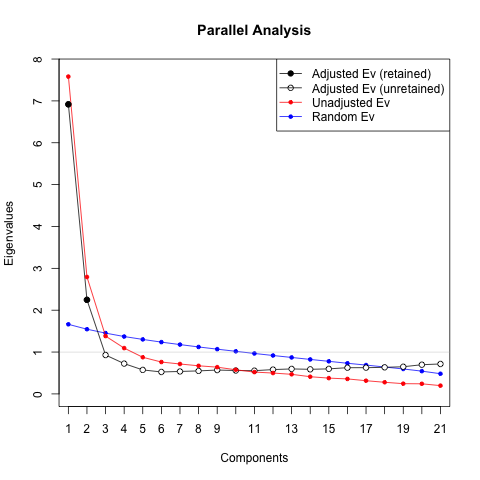 Parallel Analysis
8
7
6
5
4
3
2
1
0
Eigenvalues
Adjusted Ev (retained)
Adjusted Ev (unretained)
Unadjusted Ev
Random Ev
1 2 3 4 5 6 7 8 9 11 13 15 17 19 21
Components